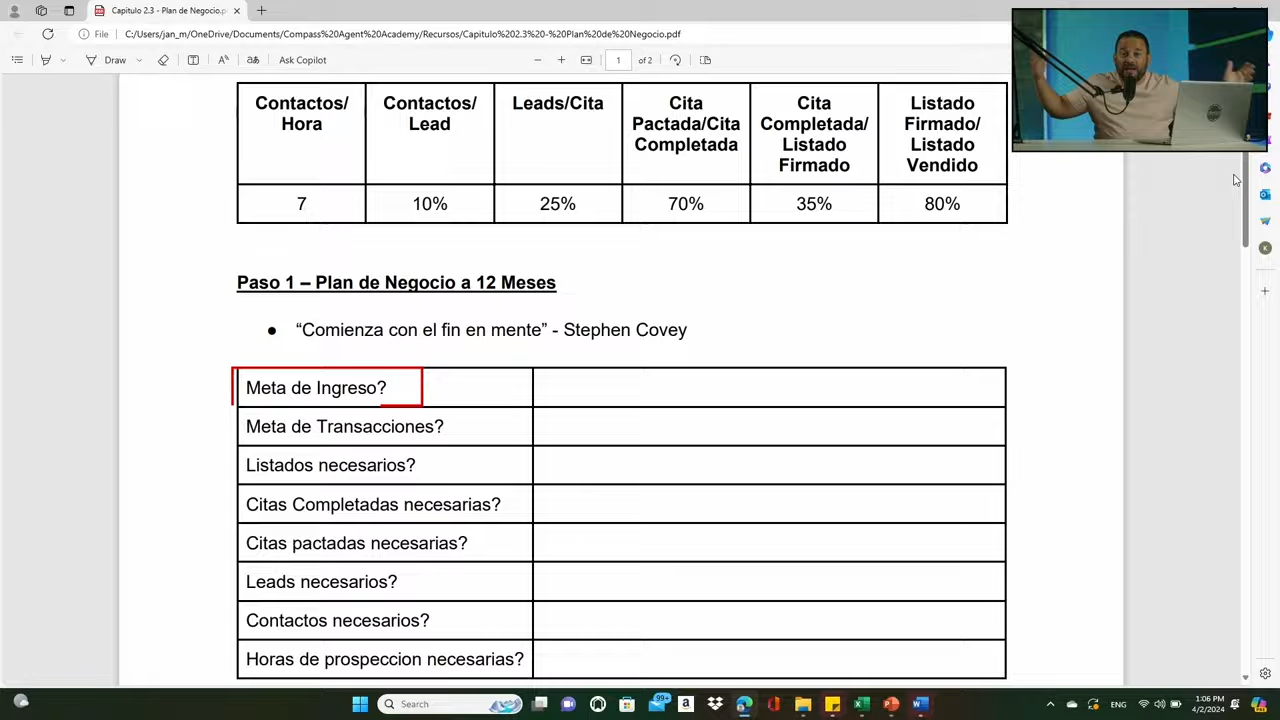 Capitulo 2.3 - Plan de Negocio.p
File
C:/Users/jan_m/OneDrive/Documents/Compass%20Agent%20Academy/Recursos/Capitulo%202.3%20-%20Plan%20de%20Negocio.pdf
Draw
Ask Copilot
1
of 2
Contactos/
Hora
Contactos/
Lead
Leads/Cita
Cita
Pactada/Cita
Completada
Cita
Completada/
Listado
Firmado
Listado
Firmado/
Listado
Vendido
7
10%
25%
70%
35%
80%
Paso 1 – Plan de Negocio a 12 Meses
● “Comienza con el fin en mente” - Stephen Covey
Meta de Ingreso?
Meta de Transacciones?
Listados necesarios?
Citas Completadas necesarias?
Citas pactadas necesarias?
Leads necesarios?
Contactos necesarios?
Horas de prospeccion necesarias?
Search
99+
1:06 PM
4/2/2024